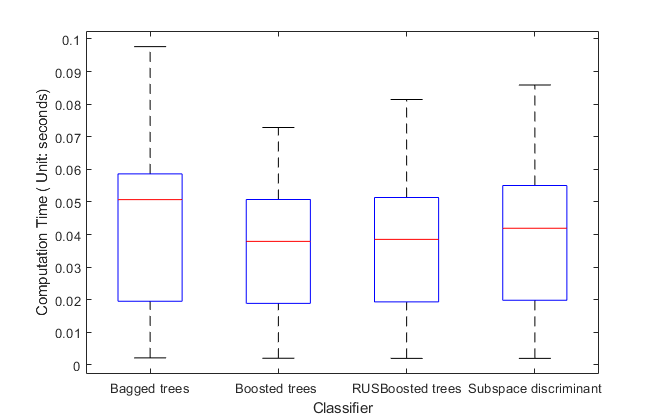 0.1
0.09
0.08
0.07
0.06
0.05
0.04
0.03
0.02
0.01
0
Computation Time ( Unit: seconds)
Bagged trees
Boosted trees
RUSBoosted trees
Subspace discriminant
Classifier